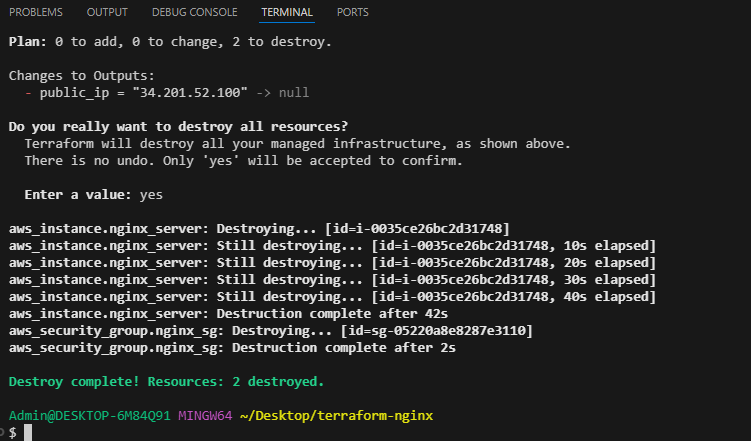 PROBLEMS OUTPUT DEBUG CONSOLE TERMINAL PORTS
Plan: 0 to add, 0 to change, 2 to destroy.
Changes to Outputs:
- public_ip = "34.201.52.100" -> null
Do you really want to destroy all resources?
Terraform will destroy all your managed infrastructure, as shown above.
There is no undo. Only 'yes' will be accepted to confirm.
Enter a value: yes
aws_instance.nginx_server: Destroying... [id=i-0035ce26bc2d31748]
aws_instance.nginx_server: Still destroying... [id=i-0035ce26bc2d31748, 10s elapsed]
aws_instance.nginx_server: Still destroying... [id=i-0035ce26bc2d31748, 20s elapsed]
aws_instance.nginx_server: Still destroying... [id=i-0035ce26bc2d31748, 30s elapsed]
aws_instance.nginx_server: Still destroying... [id=i-0035ce26bc2d31748, 40s elapsed]
aws_instance.nginx_server: Destruction complete after 42s
aws_security_group.nginx_sg: Destroying... [id=sg-05220a8e8287e3110]
aws_security_group.nginx_sg: Destruction complete after 2s
Destroy complete! Resources: 2 destroyed.
Admin@DESKTOP-6M84Q91 MINGW64 ~/Desktop/terraform-nginx
$